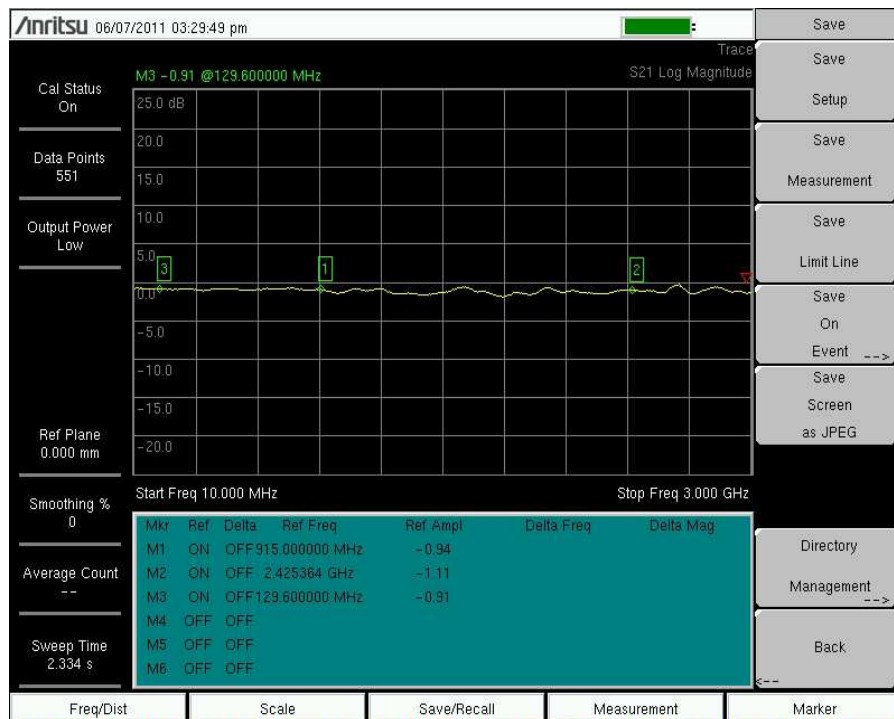 Anritsu 06/07/2011 03:29:49 pm
Save
Trace
M3 -0.91 @129.600000 MHz
S21 Log Magnitude
Cal Status
On
Data Points
551
Output Power
Low
Ref Plane
0.000 mm
Smoothing %
0
Average Count
--
Sweep Time
2.334 s
25.0 dB
20.0
15.0
10.0
5.0
0.0
-5.0
-10.0
-15.0
-20.0
3
1
2
Start Freq 10.000 MHz
Stop Freq 3.000 GHz
Mkr Ref Delta Ref Freq Ref Ampl Delta Freq Delta Mag
M1 ON OFF 915.000000 MHz -0.94
M2 ON OFF 2.425364 GHz -1.11
M3 ON OFF 129.600000 MHz -0.91
M4 OFF OFF
M5 OFF OFF
M6 OFF OFF
Save
Setup
Save
Measurement
Save
Limit Line
Save
On
Event -->
Save
Screen
as JPEG
Directory
Management -->
Back
<--
Freq/Dist
Scale
Save/Recall
Measurement
Marker